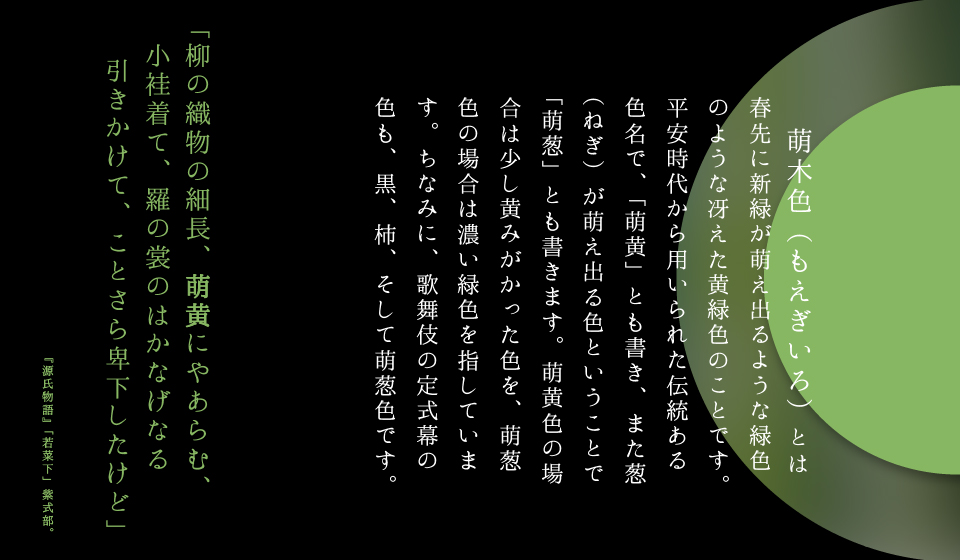 萌木色（もえぎいろ）とは
春先に新緑が萌え出るような緑色
のような冴えた黄緑色のことです。
平安時代から用いられた伝統ある
色名で、「萌黄」とも書き、また葱
（ねぎ）が萌え出る色ということで
「萌葱」とも書きます。萌黄色の場
合は少し黄みがかった色を、萌葱
色の場合は濃い緑色を指していま
す。ちなみに、歌舞伎の定式幕の
色も、黒、柿、そして萌葱色です。
「柳の織物の細長、萌黄にやあらむ、
小袿着て、羅の裳のはかなげなる
引きかけて、ことさら卑下したけど」
『源氏物語』「若菜下」紫式部。